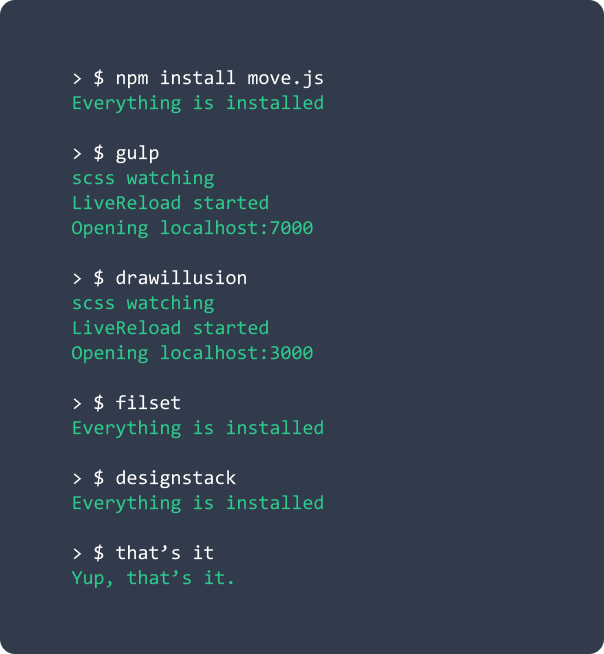 > $ npm install move.js
Everything is installed
> $ gulp
scss watching
LiveReload started
Opening localhost:7000
> $ drawillusion
scss watching
LiveReload started
Opening localhost:3000
> $ filset
Everything is installed
> $ designstack
Everything is installed
> $ that’s it
Yup, that’s it.